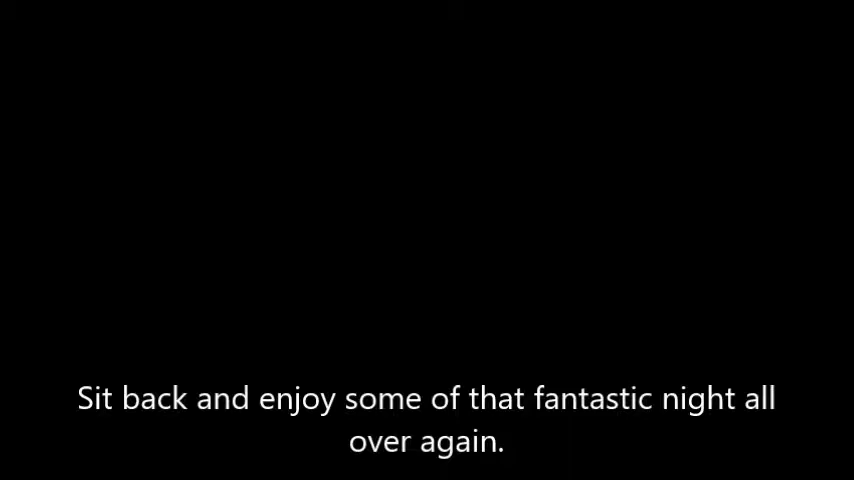 Sit back and enjoy some of that fantastic night all
over again.